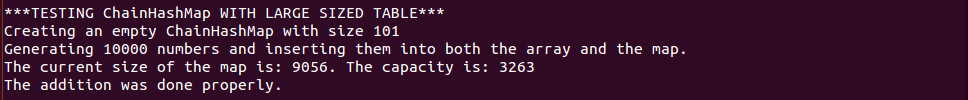 ***TESTING ChainHashMap WITH LARGE SIZED TABLE***
Creating an empty ChainHashMap with size 101
Generating 10000 numbers and inserting them into both the array and the map.
The current size of the map is: 9056. The capacity is: 3263
The addition was done properly.